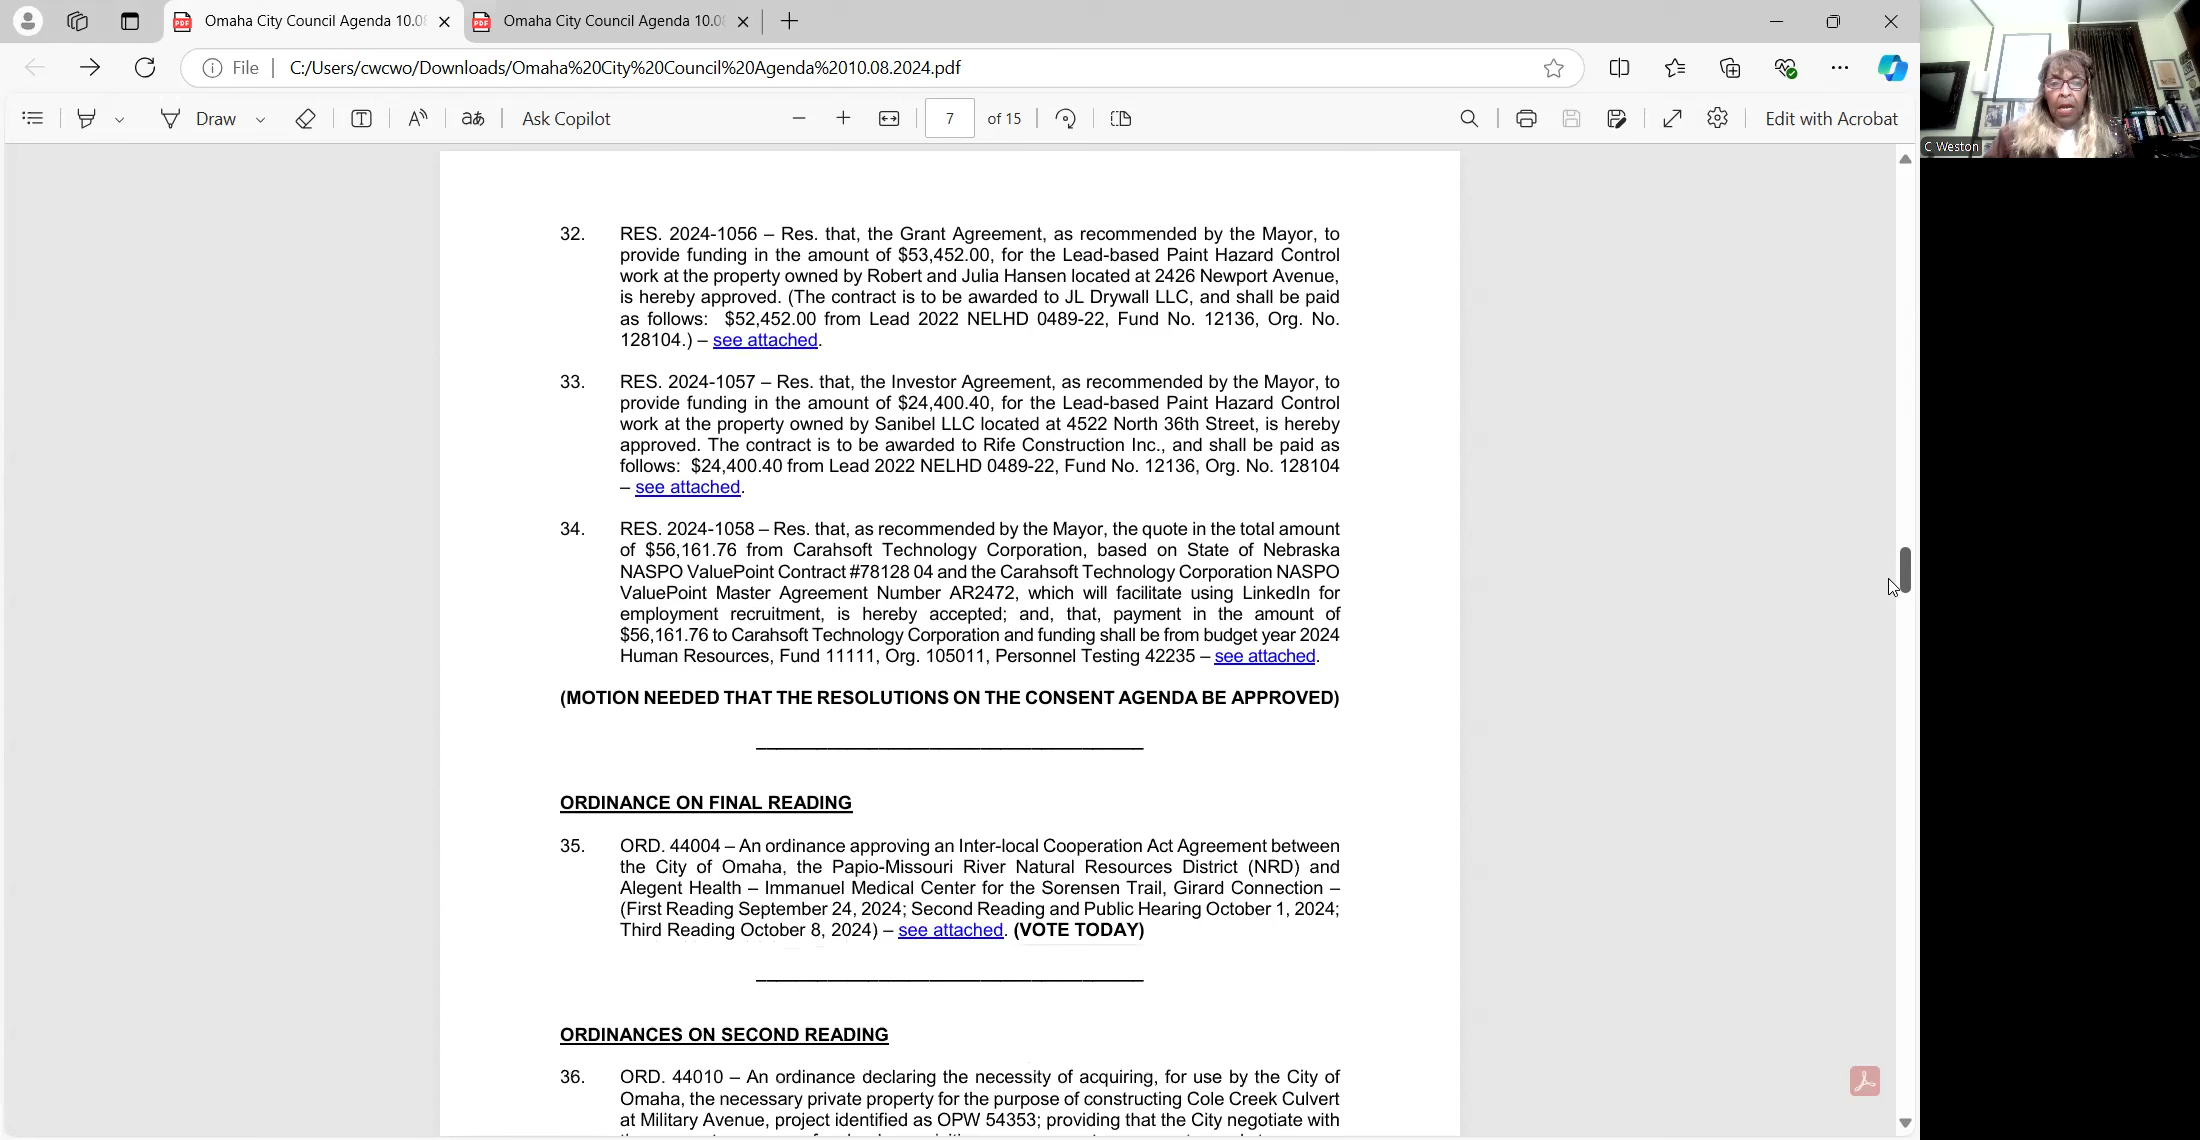 Omaha City Council Agenda 10.0
Omaha City Council Agenda 10.0
File
C:/Users/cwcwo/Downloads/Omaha%20City%20Council%20Agenda%2010.08.2024.pdf
Draw
aあ
Ask Copilot
7 of 15
Edit with Acrobat
C Weston
32. RES. 2024-1056 – Res. that, the Grant Agreement, as recommended by the Mayor, to
provide funding in the amount of $53,452.00, for the Lead-based Paint Hazard Control
work at the property owned by Robert and Julia Hansen located at 2426 Newport Avenue,
is hereby approved. (The contract is to be awarded to JL Drywall LLC, and shall be paid
as follows: $52,452.00 from Lead 2022 NELHD 0489-22, Fund No. 12136, Org. No.
128104.) – see attached.
33. RES. 2024-1057 – Res. that, the Investor Agreement, as recommended by the Mayor, to
provide funding in the amount of $24,400.40, for the Lead-based Paint Hazard Control
work at the property owned by Sanibel LLC located at 4522 North 36th Street, is hereby
approved. The contract is to be awarded to Rife Construction Inc., and shall be paid as
follows: $24,400.40 from Lead 2022 NELHD 0489-22, Fund No. 12136, Org. No. 128104
– see attached.
34. RES. 2024-1058 – Res. that, as recommended by the Mayor, the quote in the total amount
of $56,161.76 from Carahsoft Technology Corporation, based on State of Nebraska
NASPO ValuePoint Contract #78128 04 and the Carahsoft Technology Corporation NASPO
ValuePoint Master Agreement Number AR2472, which will facilitate using LinkedIn for
employment recruitment, is hereby accepted; and, that, payment in the amount of
$56,161.76 to Carahsoft Technology Corporation and funding shall be from budget year 2024
Human Resources, Fund 11111, Org. 105011, Personnel Testing 42235 – see attached.
(MOTION NEEDED THAT THE RESOLUTIONS ON THE CONSENT AGENDA BE APPROVED)
ORDINANCE ON FINAL READING
35. ORD. 44004 – An ordinance approving an Inter-local Cooperation Act Agreement between
the City of Omaha, the Papio-Missouri River Natural Resources District (NRD) and
Alegent Health – Immanuel Medical Center for the Sorensen Trail, Girard Connection –
(First Reading September 24, 2024; Second Reading and Public Hearing October 1, 2024;
Third Reading October 8, 2024) – see attached. (VOTE TODAY)
ORDINANCES ON SECOND READING
36. ORD. 44010 – An ordinance declaring the necessity of acquiring, for use by the City of
Omaha, the necessary private property for the purpose of constructing Cole Creek Culvert
at Military Avenue, project identified as OPW 54353; providing that the City negotiate with